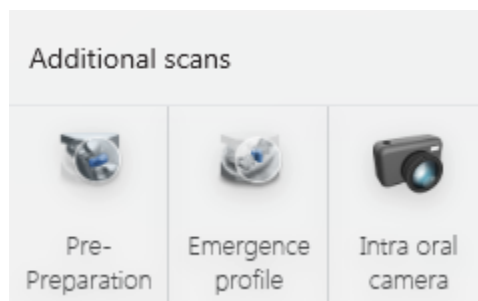 Additional scans
Pre-
Preparation
Emergence
profile
Intra oral
camera